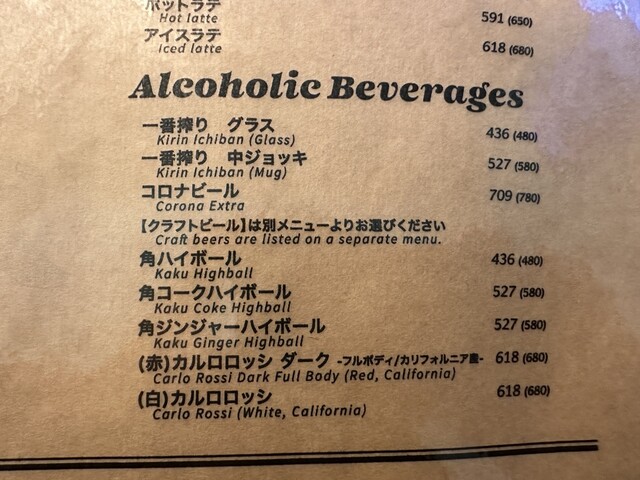 ホットラテ
Hot latte 591 (650)
アイスラテ
Iced latte 618 (680)
Alcoholic Beverages
一番搾り グラス
Kirin Ichiban (Glass) 436 (480)
一番搾り 中ジョッキ
Kirin Ichiban (Mug) 527 (580)
コロナビール
Corona Extra 709 (780)
【クラフトビール】は別メニューよりお選びください
Craft beers are listed on a separate menu.
角ハイボール 436 (480)
Kaku Highball
角コークハイボール 527 (580)
Kaku Coke Highball
角ジンジャーハイボール 527 (580)
Kaku Ginger Highball
(赤)カルロロッシ ダーク -フルボディ/カリフォルニア産- 618 (680)
Carlo Rossi Dark Full Body (Red, California)
(白)カルロロッシ 618 (680)
Carlo Rossi (White, California)